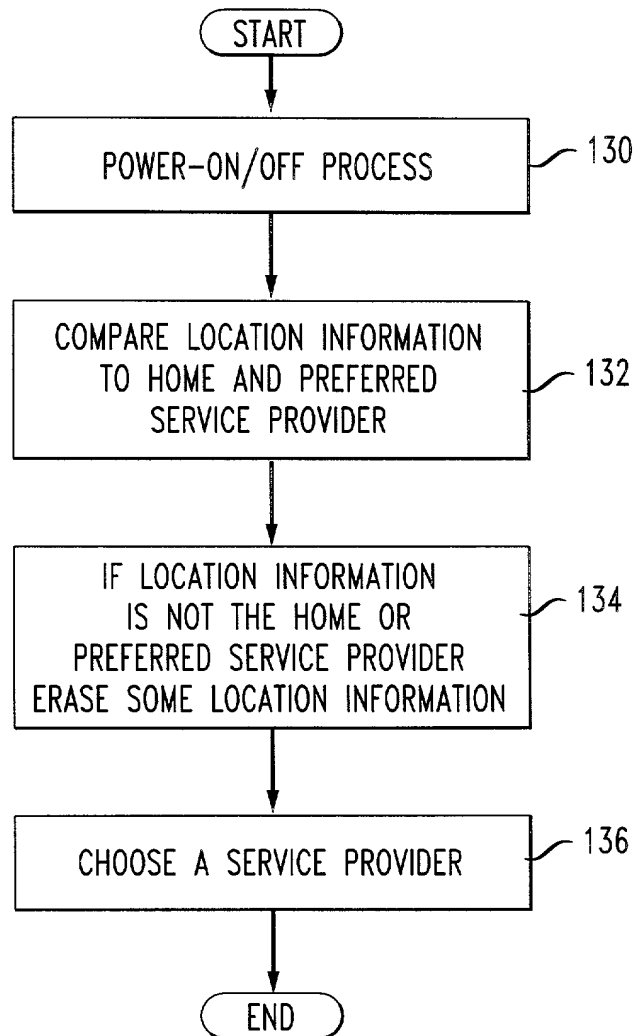 START
POWER-ON/OFF PROCESS
130
COMPARE LOCATION INFORMATION
TO HOME AND PREFERRED
SERVICE PROVIDER
132
IF LOCATION INFORMATION
IS NOT THE HOME OR
PREFERRED SERVICE PROVIDER
ERASE SOME LOCATION INFORMATION
134
CHOOSE A SERVICE PROVIDER
136
END